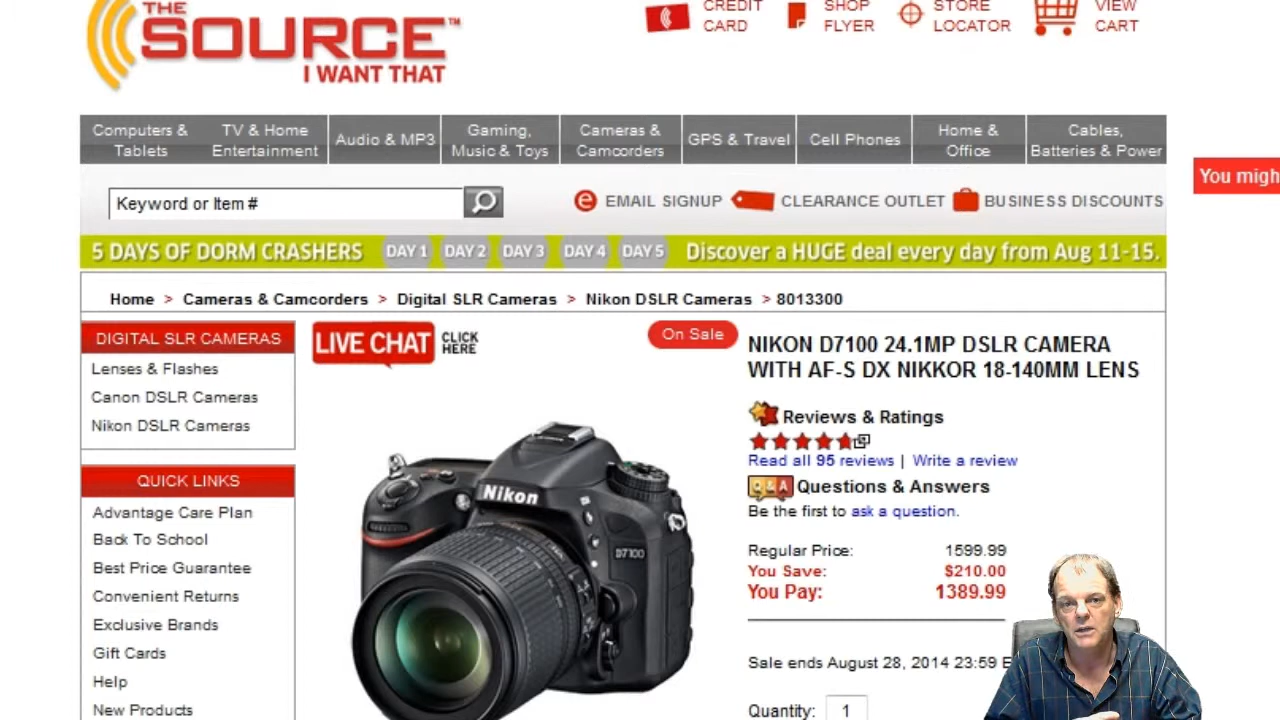 THE
SOURCE™
I WANT THAT
CREDIT
CARD
SHOP
FLYER
STORE
LOCATOR
VIEW
CART
Computers &
Tablets
TV & Home
Entertainment
Audio & MP3
Gaming,
Music & Toys
Cameras &
Camcorders
GPS & Travel
Cell Phones
Home &
Office
Cables,
Batteries & Power
You migh
Keyword or Item #
EMAIL SIGNUP
CLEARANCE OUTLET
BUSINESS DISCOUNTS
5 DAYS OF DORM CRASHERS DAY 1 DAY 2 DAY 3 DAY 4 DAY 5 Discover a HUGE deal every day from Aug 11-15.
Home > Cameras & Camcorders > Digital SLR Cameras > Nikon DSLR Cameras > 8013300
DIGITAL SLR CAMERAS
Lenses & Flashes
Canon DSLR Cameras
Nikon DSLR Cameras
QUICK LINKS
Advantage Care Plan
Back To School
Best Price Guarantee
Convenient Returns
Exclusive Brands
Gift Cards
Help
New Products
LIVE CHAT CLICK
HERE
On Sale
Nikon
D7100
NIKON D7100 24.1MP DSLR CAMERA
WITH AF-S DX NIKKOR 18-140MM LENS
Reviews & Ratings
Read all 95 reviews | Write a review
Q&A Questions & Answers
Be the first to ask a question.
Regular Price: 1599.99
You Save: $210.00
You Pay: 1389.99
Sale ends August 28, 2014 23:59 E
Quantity: 1